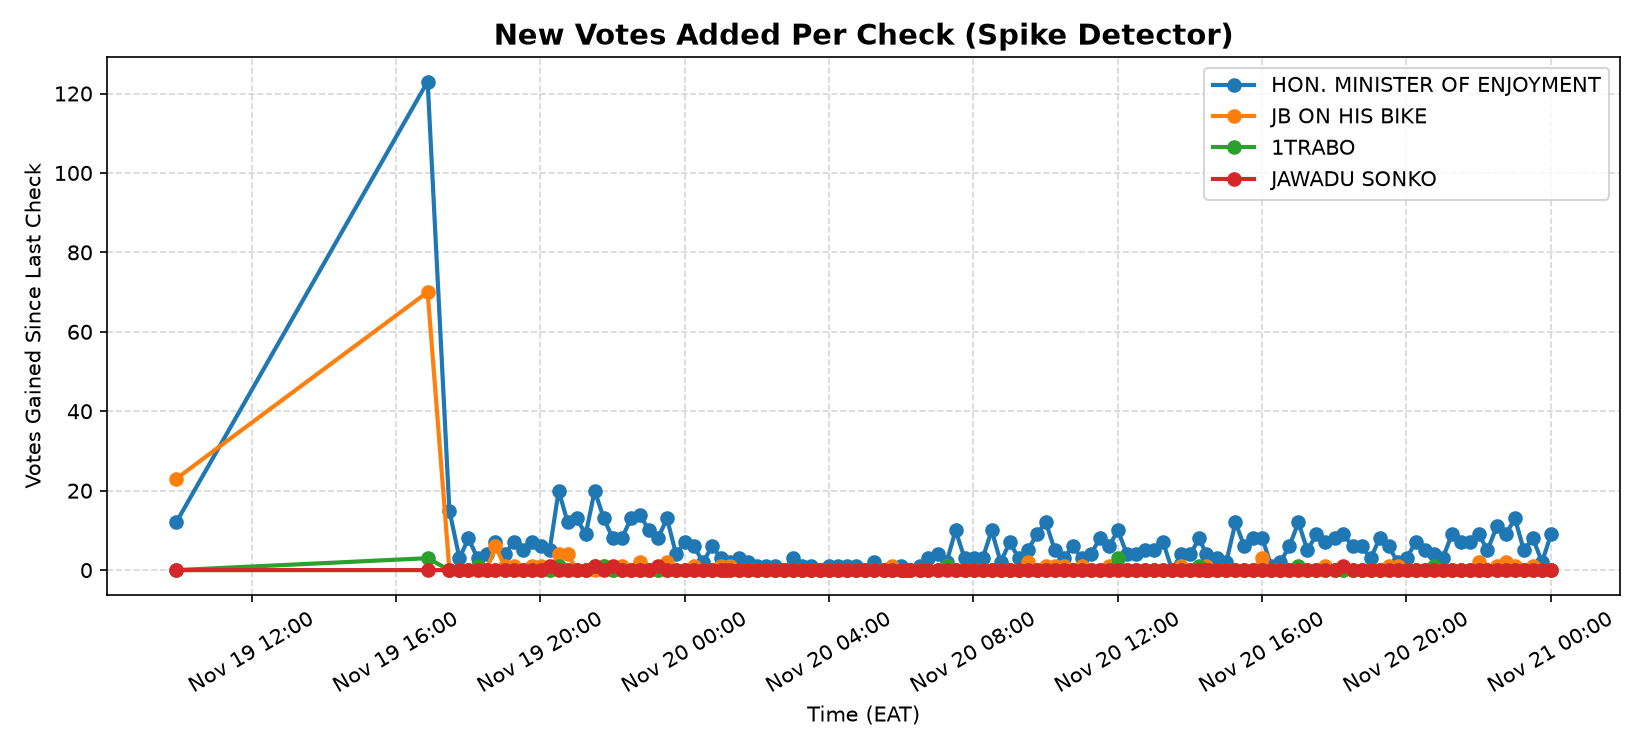 New Votes Added Per Check (Spike Detector)
HON. MINISTER OF ENJOYMENT
JB ON HIS BIKE
1TRABO
JAWADU SONKO
Votes Gained Since Last Check
120
100
80
60
40
20
0
Nov 19 12:00
Nov 19 16:00
Nov 19 20:00
Nov 20 00:00
Nov 20 04:00
Nov 20 08:00
Nov 20 12:00
Nov 20 16:00
Nov 20 20:00
Nov 21 00:00
Time (EAT)